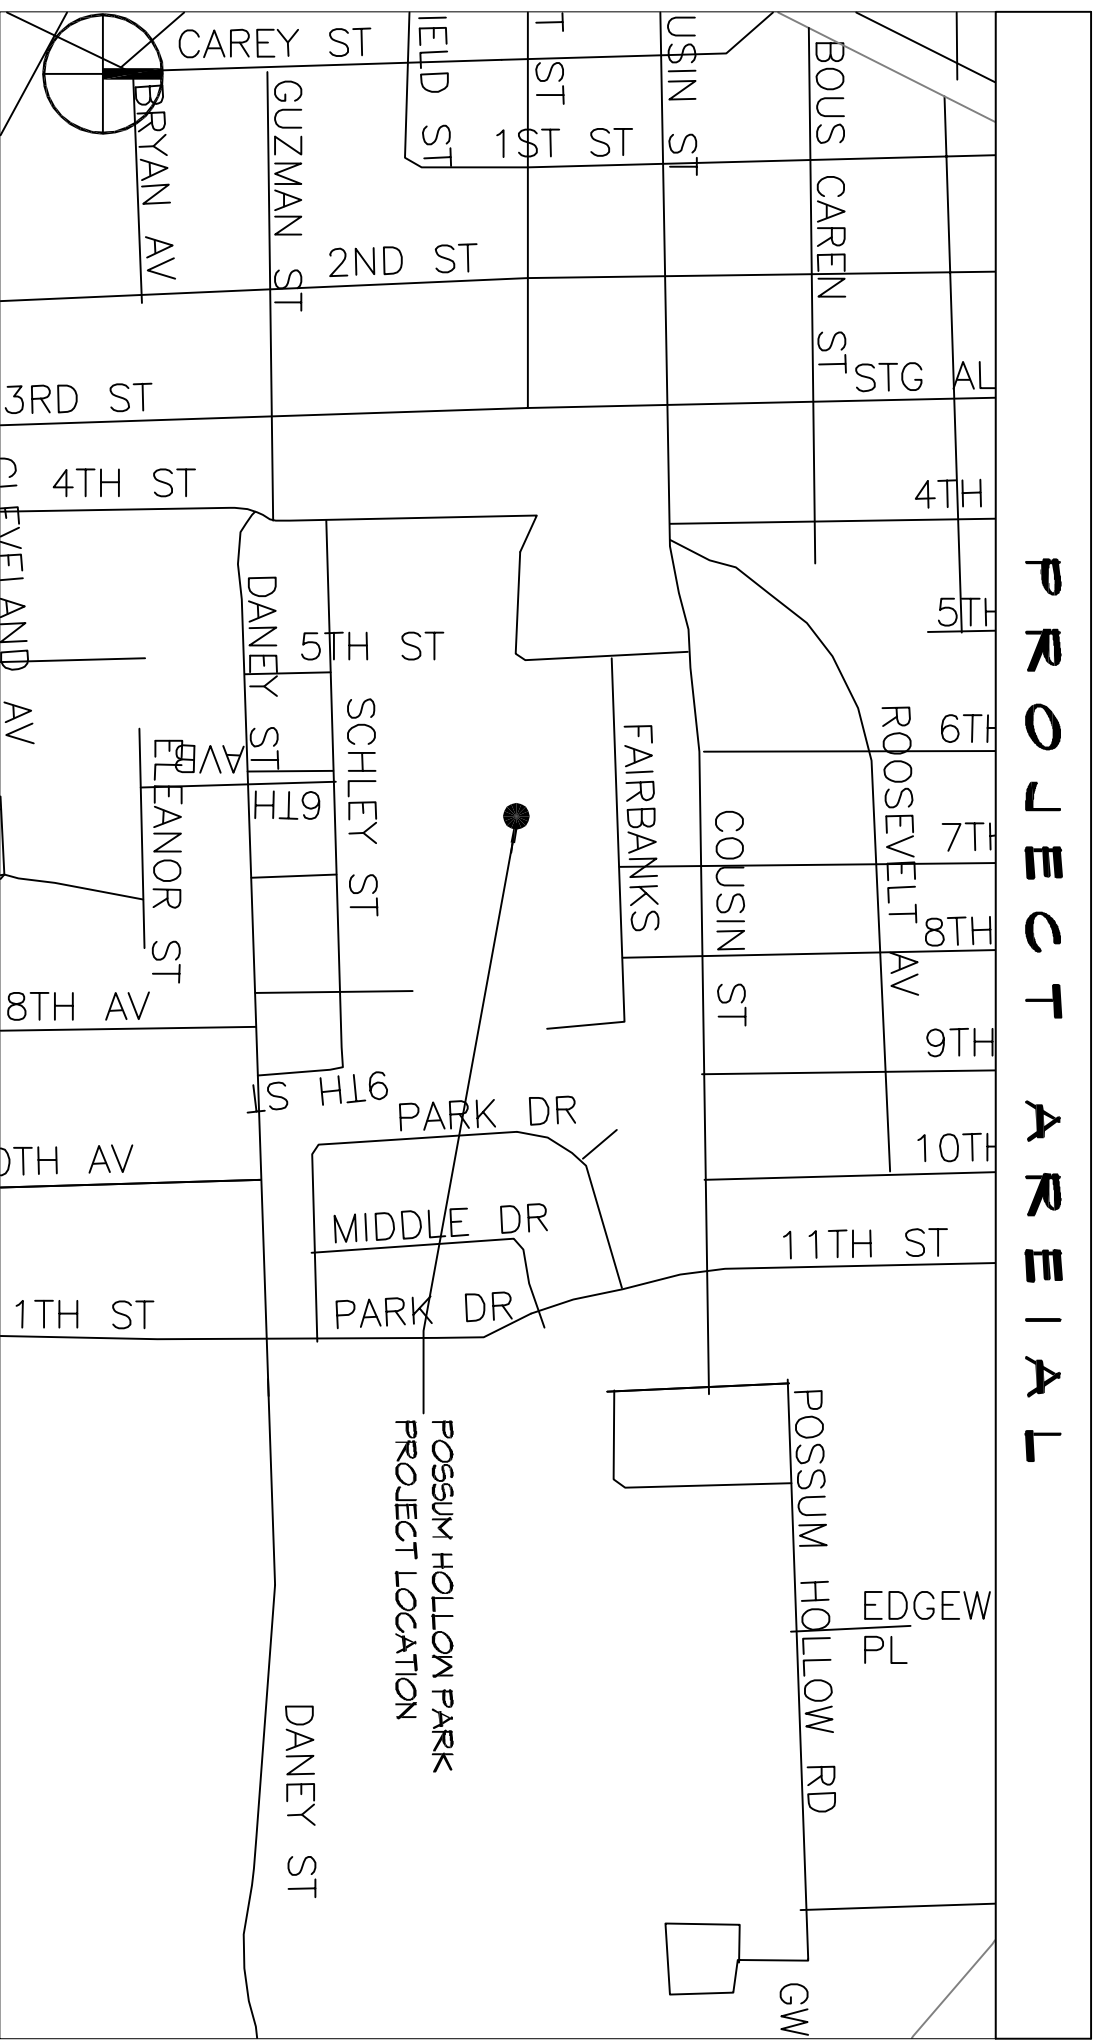 PROJECT AREIAL
CAREY ST
BRYAN AV
GUZMAN ST
IELD ST
T ST
USIN ST
BOUS CAREN ST
1ST ST
2ND ST
3RD ST
STG AL
4TH ST
4TH
CLEVELAND AV
DANEY ST
5TH ST
5TH
SCHLEY ST
FAIRBANKS
ROOSEVELT AV
6TH
AVB
6TH
ELEANOR ST
COUSIN ST
7TH
8TH
8TH AV
9TH
9TH ST
PARK DR
10TH
0TH AV
MIDDLE DR
11TH ST
PARK DR
1TH ST
POSSUM HOLLOW PARK
PROJECT LOCATION
POSSUM HOLLOW RD
EDGEW
PL
DANEY ST
GW